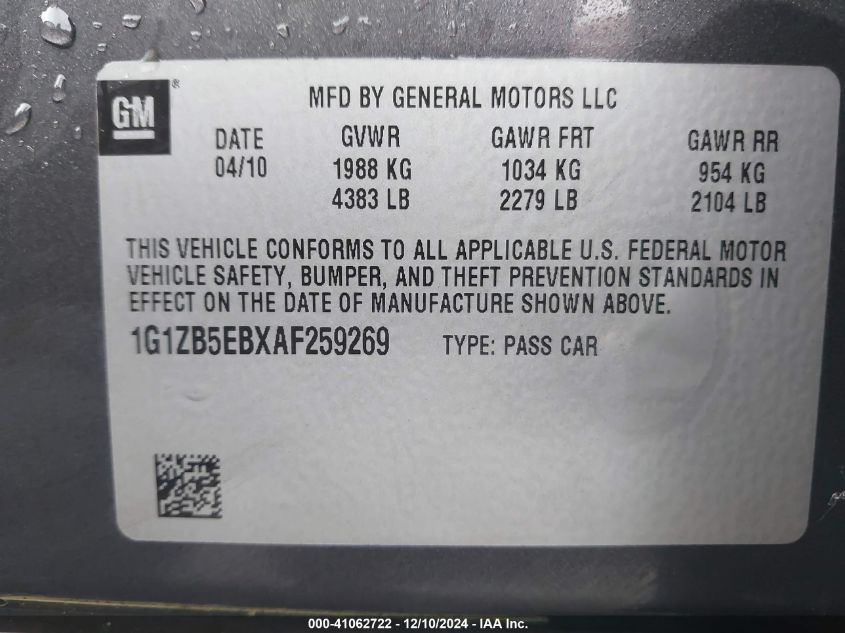 GM ®
MFD BY GENERAL MOTORS LLC
DATE GVWR GAWR FRT GAWR RR
04/10 1988 KG 1034 KG 954 KG
4383 LB 2279 LB 2104 LB
THIS VEHICLE CONFORMS TO ALL APPLICABLE U.S. FEDERAL MOTOR
VEHICLE SAFETY, BUMPER, AND THEFT PREVENTION STANDARDS IN
EFFECT ON THE DATE OF MANUFACTURE SHOWN ABOVE.
1G1ZB5EBXAF259269 TYPE: PASS CAR
000-41062722 - 12/10/2024 - IAA Inc.